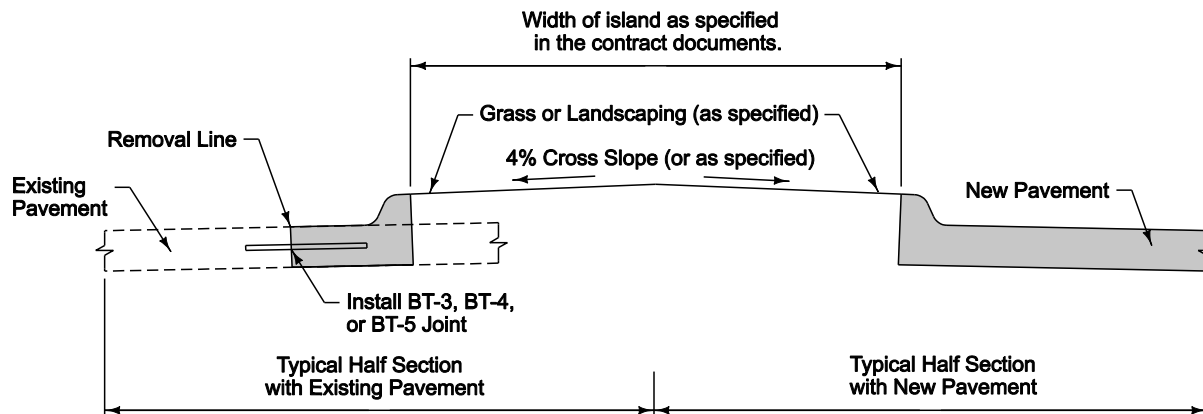 Width of island as specified
in the contract documents.
Grass or Landscaping (as specified)
Removal Line
4% Cross Slope (or as specified)
Existing
Pavement
New Pavement
Install BT-3, BT-4,
or BT-5 Joint
Typical Half Section
with Existing Pavement
Typical Half Section
with New Pavement